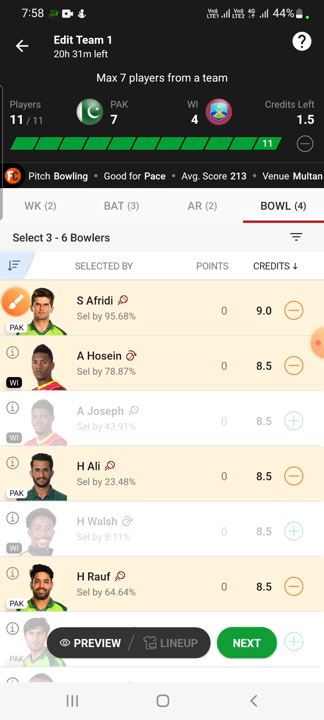 7:58 VoLTE1 VoLTE2 4G 44%
Edit Team 1
20h 31m left
?
Max 7 players from a team
Players PAK WI Credits Left
11 / 11 7 4 1.5
11
Pitch Bowling • Good for Pace • Avg. Score 213 • Venue Multan
WK (2) BAT (3) AR (2) BOWL (4)
Select 3 - 6 Bowlers
SELECTED BY POINTS CREDITS ↓
S Afridi 0 9.0
Sel by 95.68%
PAK
A Hosein 0 8.5
Sel by 78.87%
WI
A Joseph 0 8.5
Sel by 43.91%
WI
H Ali 0 8.5
Sel by 23.48%
PAK
H Walsh 0 8.5
Sel by 8.11%
WI
H Rauf 0 8.5
Sel by 64.64%
PAK
PREVIEW / LINEUP NEXT
PAK